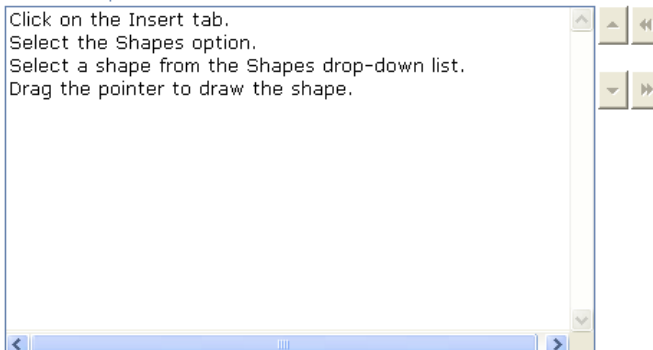 Click on the Insert tab.
Select the Shapes option.
Select a shape from the Shapes drop-down list.
Drag the pointer to draw the shape.